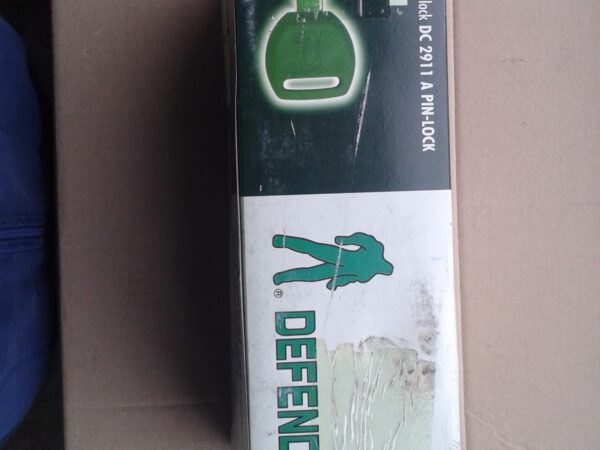 lock DC 2911 A PIN-LOCK
® DEFEND